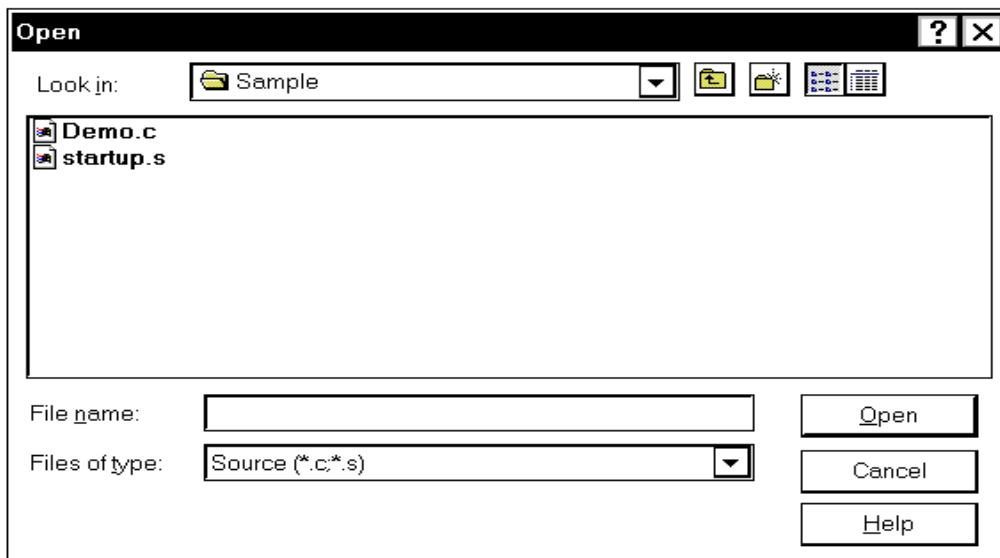 Open
Look in: Sample
Demo.c
startup.s
File name: Open
Files of type: Source (*.c;*.s)
Cancel
Help